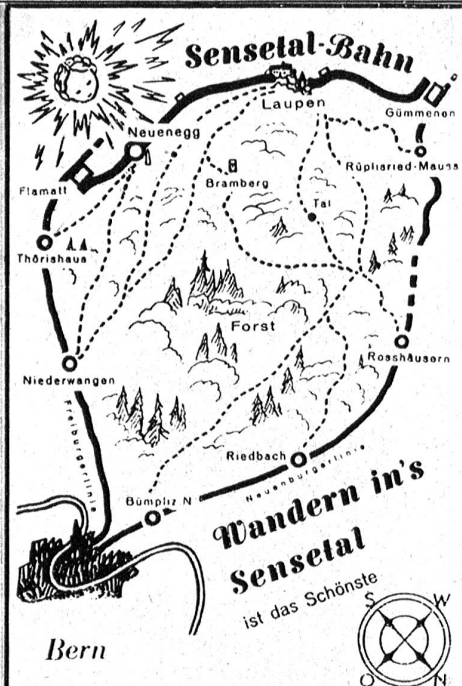 Sensetal-Bahn
Laupen
Gümmenen
Neuenegg
Rüpliried-Mauss
Bramberg
Flamatt
Tal
Thörishaus
Forst
Rosshäusern
Niederwangen
Freiburgerlinie
Riedbach
Neuenburgerlinie
Bümpliz N
Wandern in's
Sensetal
ist das Schönste
Bern
S W
O N